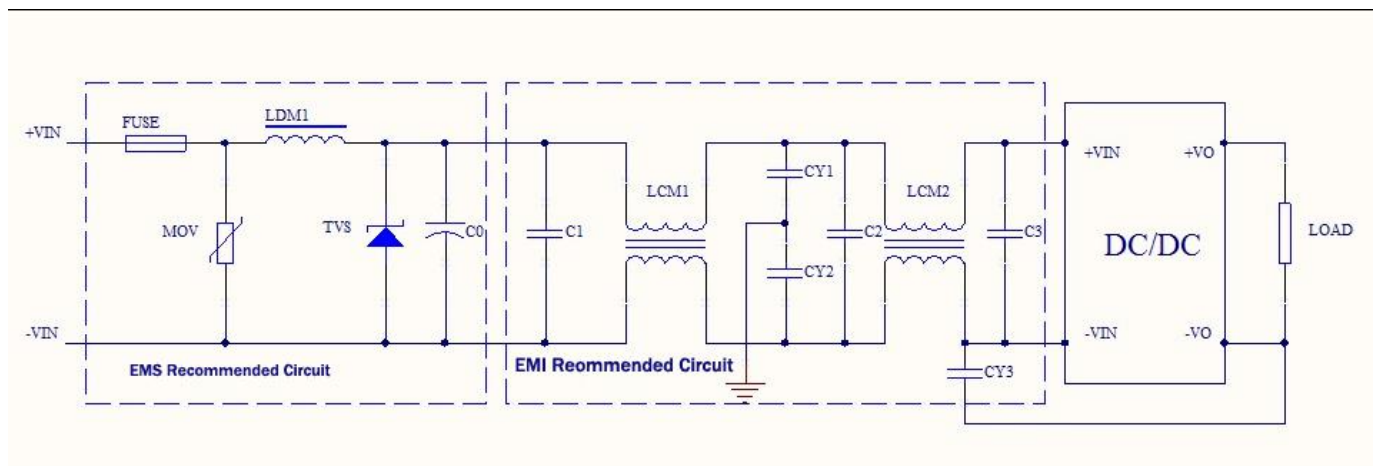 FUSE
LDM1
+VIN
MOV
TVS
C0
C1
LCM1
CY1
CY2
C2
LCM2
C3
+VIN
+VO
DC/DC
LOAD
-VIN
-VIN
-VO
EMS Recommended Circuit
EMI Reommended Circuit
CY3